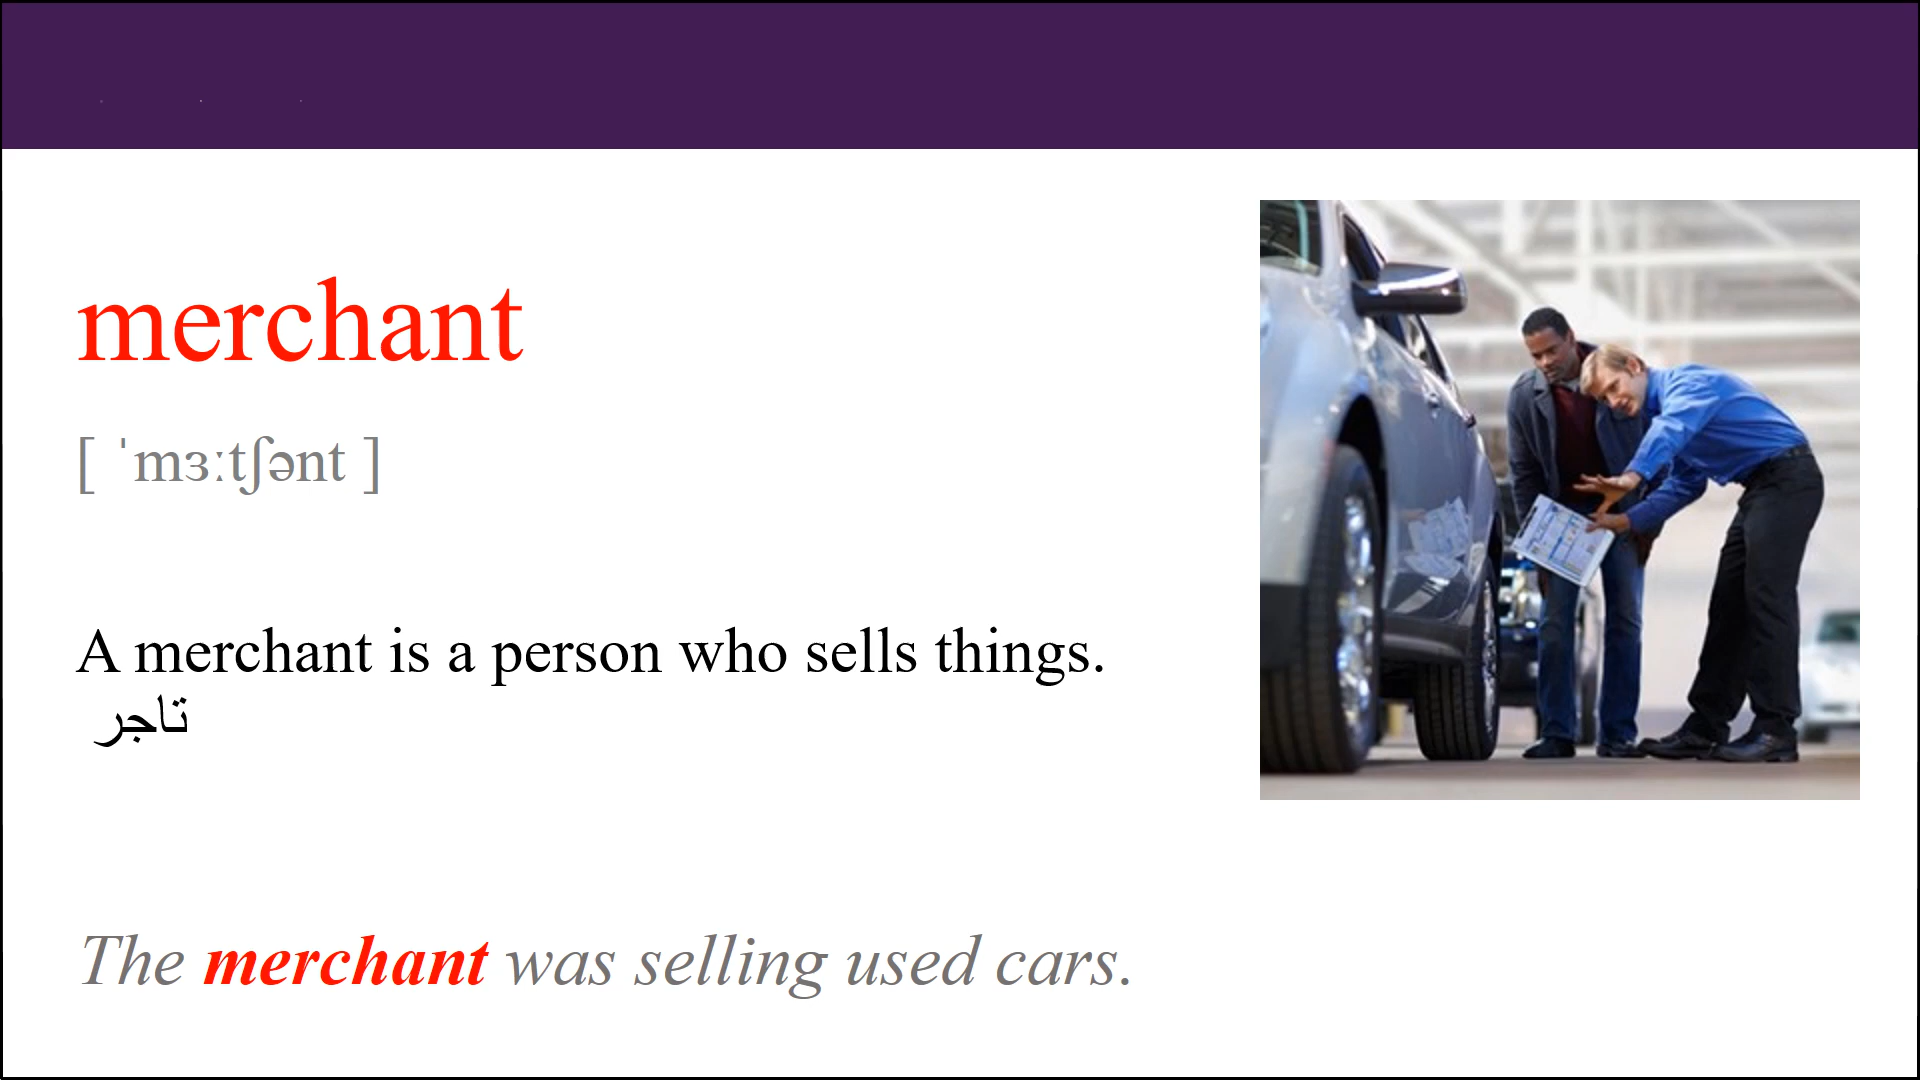 merchant
[ ˈmɜːtʃənt ]
A merchant is a person who sells things.
تاجر
The merchant was selling used cars.